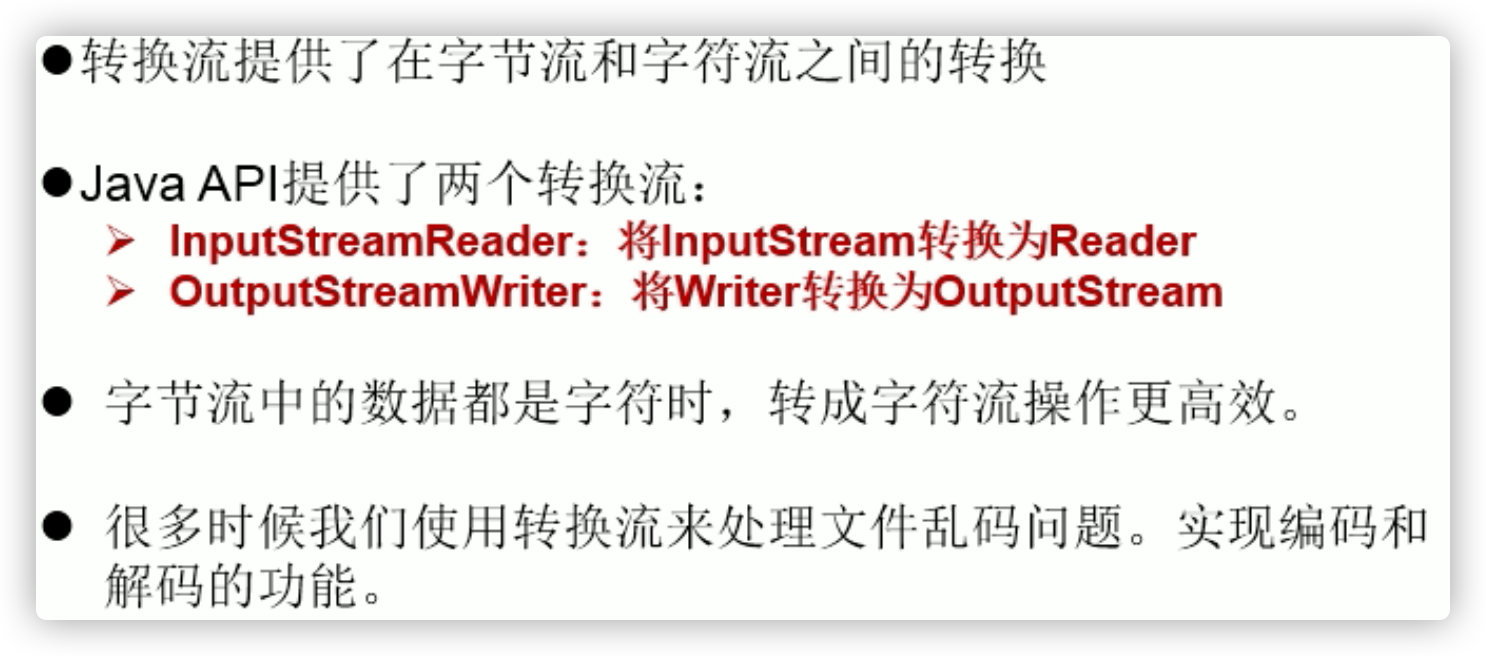 ●转换流提供了在字节流和字符流之间的转换
●Java API提供了两个转换流：
➢ InputStreamReader：将InputStream转换为Reader
➢ OutputStreamWriter：将Writer转换为OutputStream
● 字节流中的数据都是字符时，转成字符流操作更高效。
● 很多时候我们使用转换流来处理文件乱码问题。实现编码和
解码的功能。